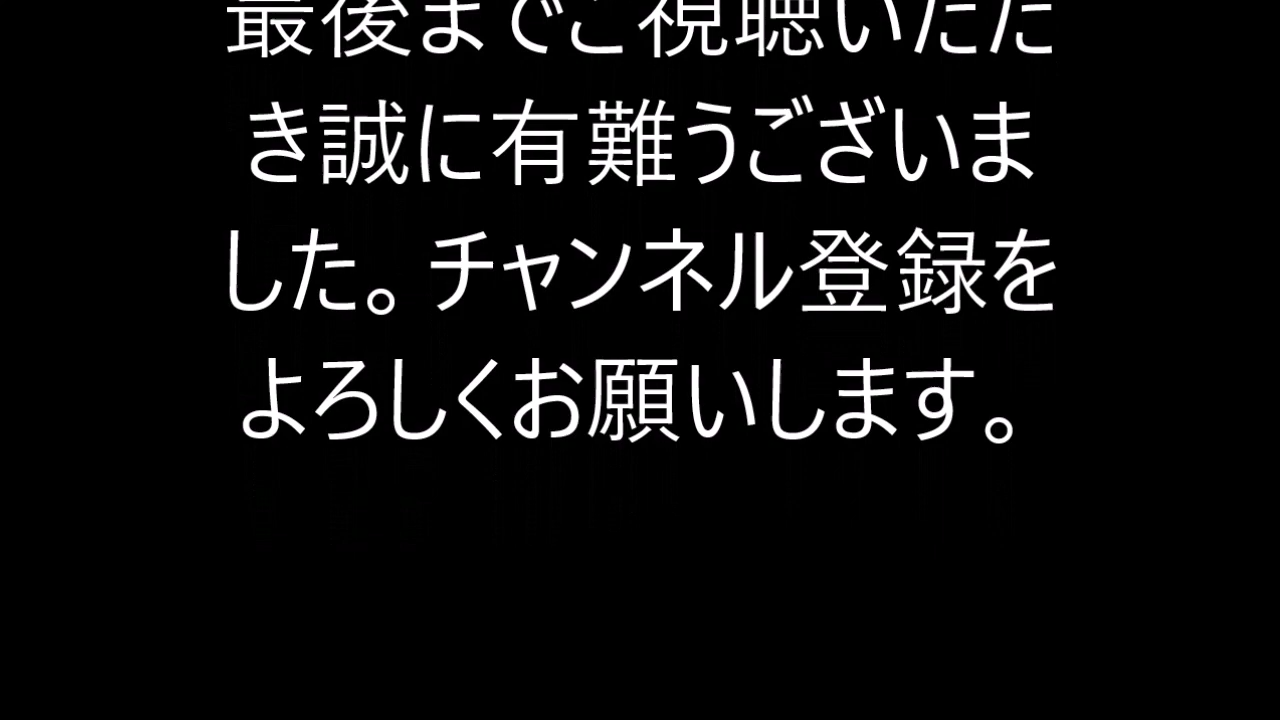 最後までご視聴いただ
き誠に有難うございま
した。チャンネル登録を
よろしくお願いします。